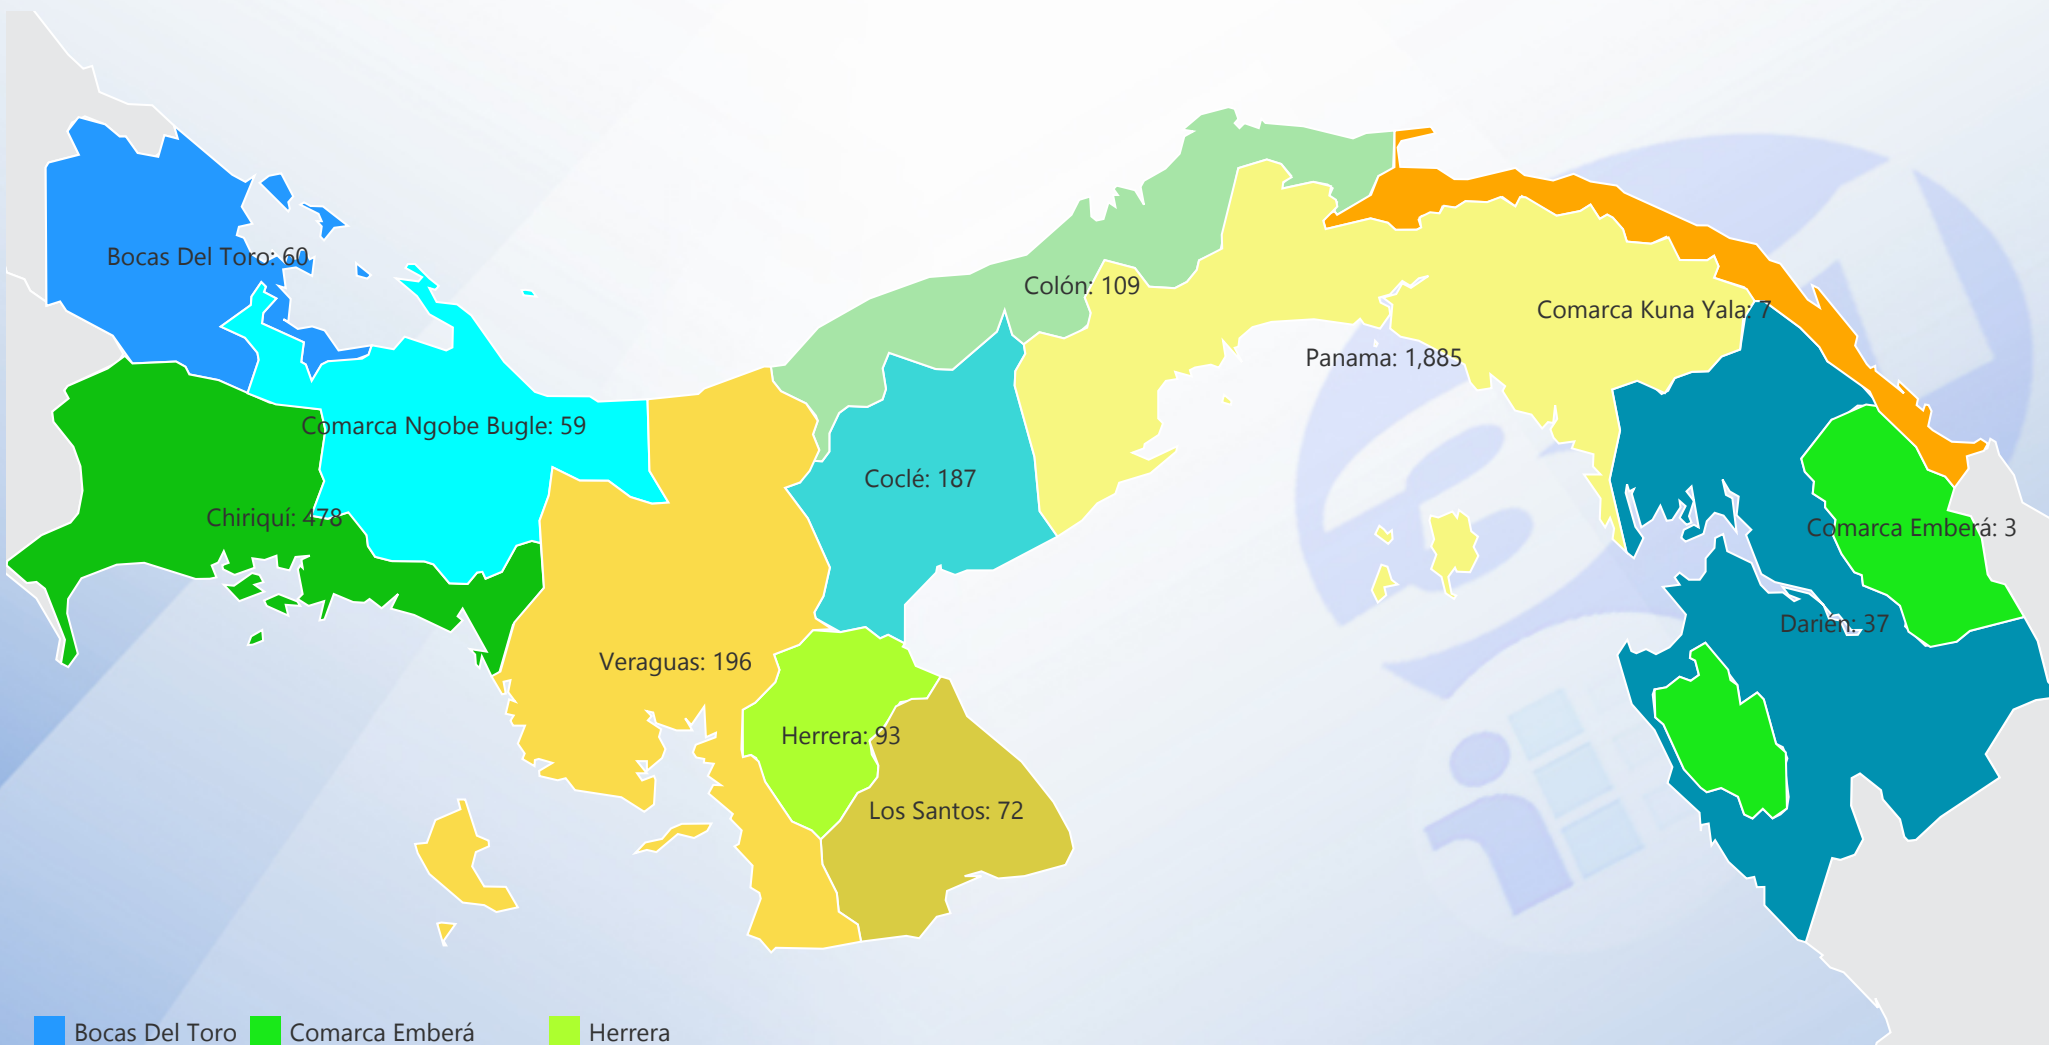 Bocas Del Toro: 60
Colón: 109
Comarca Kuna Yala: 7
Panama: 1,885
Comarca Ngobe Bugle: 59
Coclé: 187
Chiriquí: 478
Comarca Emberá: 3
Darién: 37
Veraguas: 196
Herrera: 93
Los Santos: 72
Bocas Del Toro
Comarca Emberá
Herrera